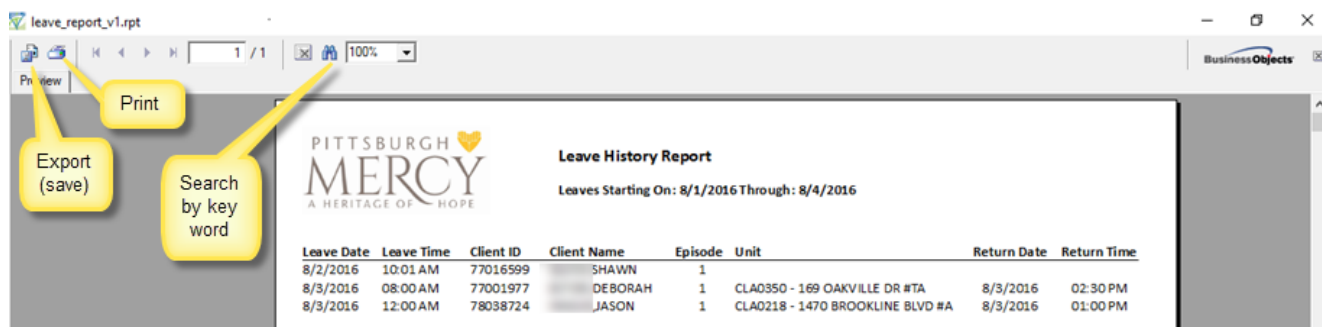 leave_report_v1.rpt
1 / 1
100%
BusinessObjects
Preview
Print
Export
(save)
Search
by key
word
PITTSBURGH
MERCY
A HERITAGE OF HOPE
Leave History Report
Leaves Starting On: 8/1/2016 Through: 8/4/2016
Leave Date Leave Time Client ID Client Name Episode Unit Return Date Return Time
8/2/2016 10:01 AM 77016599 SHAWN 1
8/3/2016 08:00 AM 77001977 DEBORAH 1 CLA0350 - 169 OAKVILLE DR #TA 8/3/2016 02:30 PM
8/3/2016 12:00 AM 78038724 JASON 1 CLA0218 - 1470 BROOKLINE BLVD #A 8/3/2016 01:00 PM